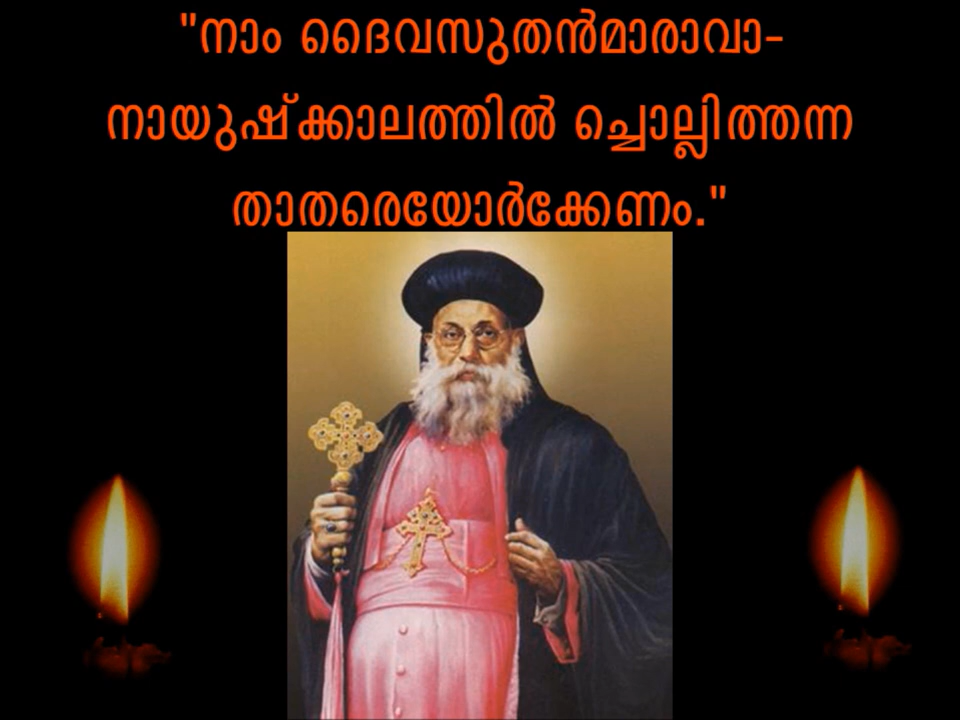 "നാം ദൈവസുതൻമാരാവാ-
നായുഷ്ക്കാലത്തിൽ ച്ചൊല്ലിത്തന്ന
താതരെയോർക്കേണം."